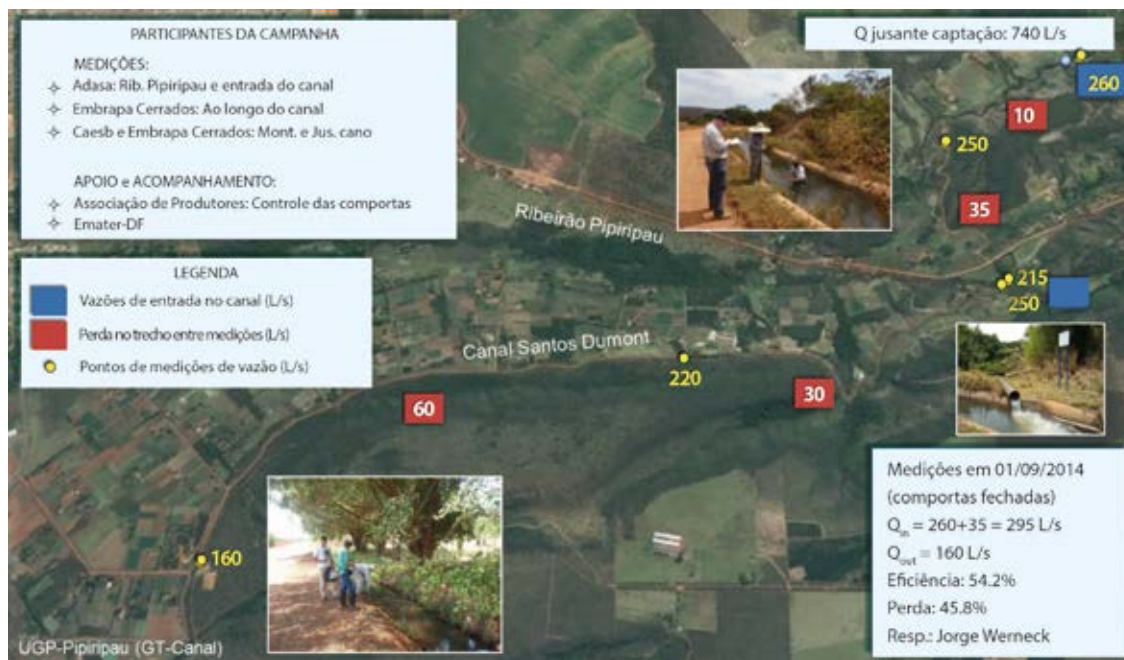 PARTICIPANTES DA CAMPANHA
MEDIÇÕES:
Adasa: Rib. Pipiripau e entrada do canal
Embrapa Cerrados: Ao longo do canal
Caesb e Embrapa Cerrados: Mont. e Jus. cano
APOIO e ACOMPANHAMENTO:
Associação de Produtores: Controle das comportas
Emater-DF
Q jusante captação: 740 L/s
260
10
250
35
Ribeirão Pipiripau
215
250
LEGENDA
Vazões de entrada no canal (L/s)
Perda no trecho entre medições (L/s)
Pontos de medições de vazão (L/s)
Canal Santos Dumont
220
30
60
160
Medições em 01/09/2014
(comportas fechadas)
Qin = 260+35 = 295 L/s
Qout = 160 L/s
Eficiência: 54.2%
Perda: 45.8%
Resp.: Jorge Werneck
UGP-Pipiripau (GT-Canal)